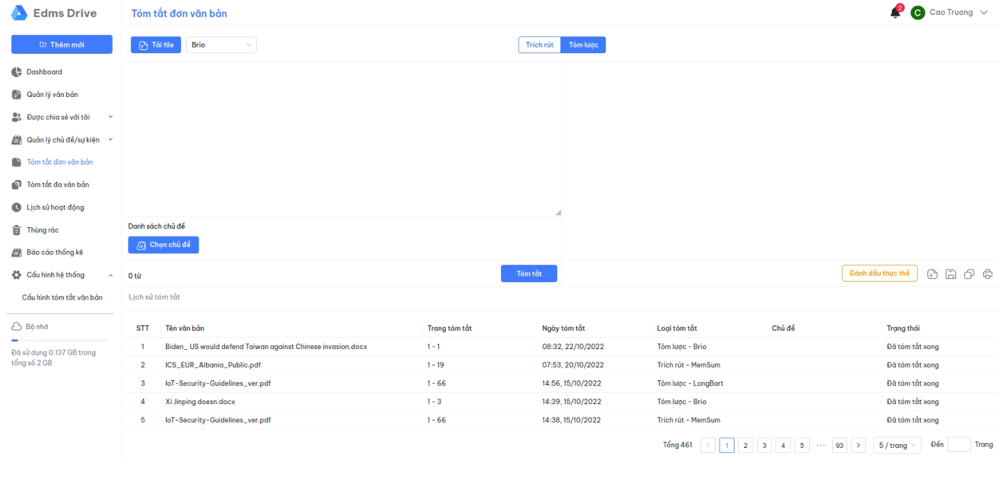 Edms Drive
Thêm mới
Dashboard
Quản lý văn bản
Được chia sẻ với tôi
Quản lý chủ đề/sự kiện
Tóm tắt đơn văn bản
Tóm tắt đa văn bản
Lịch sử hoạt động
Thùng rác
Báo cáo thống kê
Cấu hình hệ thống
Cấu hình tóm tắt văn bản
Bộ nhớ
Đã sử dụng 0.137 GB trong
tổng số 2 GB
Tóm tắt đơn văn bản
2
C Cao Truong
Tải file Brio Trích rút Tóm lược
Danh sách chủ đề
Chọn chủ đề
0 từ Tóm tắt Đánh dấu thực thể
Lịch sử tóm tắt
STT Tên văn bản Trang tóm tắt Ngày tóm tắt Loại tóm tắt Chủ đề Trạng thái
1 Biden_ US would defend Taiwan against Chinese invasion.docx 1 - 1 08:32, 22/10/2022 Tóm lược - Brio Đã tóm tắt xong
2 ICS_EUR_Albania_Public.pdf 1 - 19 07:53, 20/10/2022 Trích rút - MemSum Đã tóm tắt xong
3 IoT-Security-Guidelines_ver.pdf 1 - 66 14:56, 15/10/2022 Tóm lược - LongBart Đã tóm tắt xong
4 Xi Jinping doesn.docx 1 - 3 14:39, 15/10/2022 Tóm lược - Brio Đã tóm tắt xong
5 IoT-Security-Guidelines_ver.pdf 1 - 66 14:38, 15/10/2022 Trích rút - MemSum Đã tóm tắt xong
Tổng 461 < 1 2 3 4 5 ••• 93 > 5 / trang Đến Trang